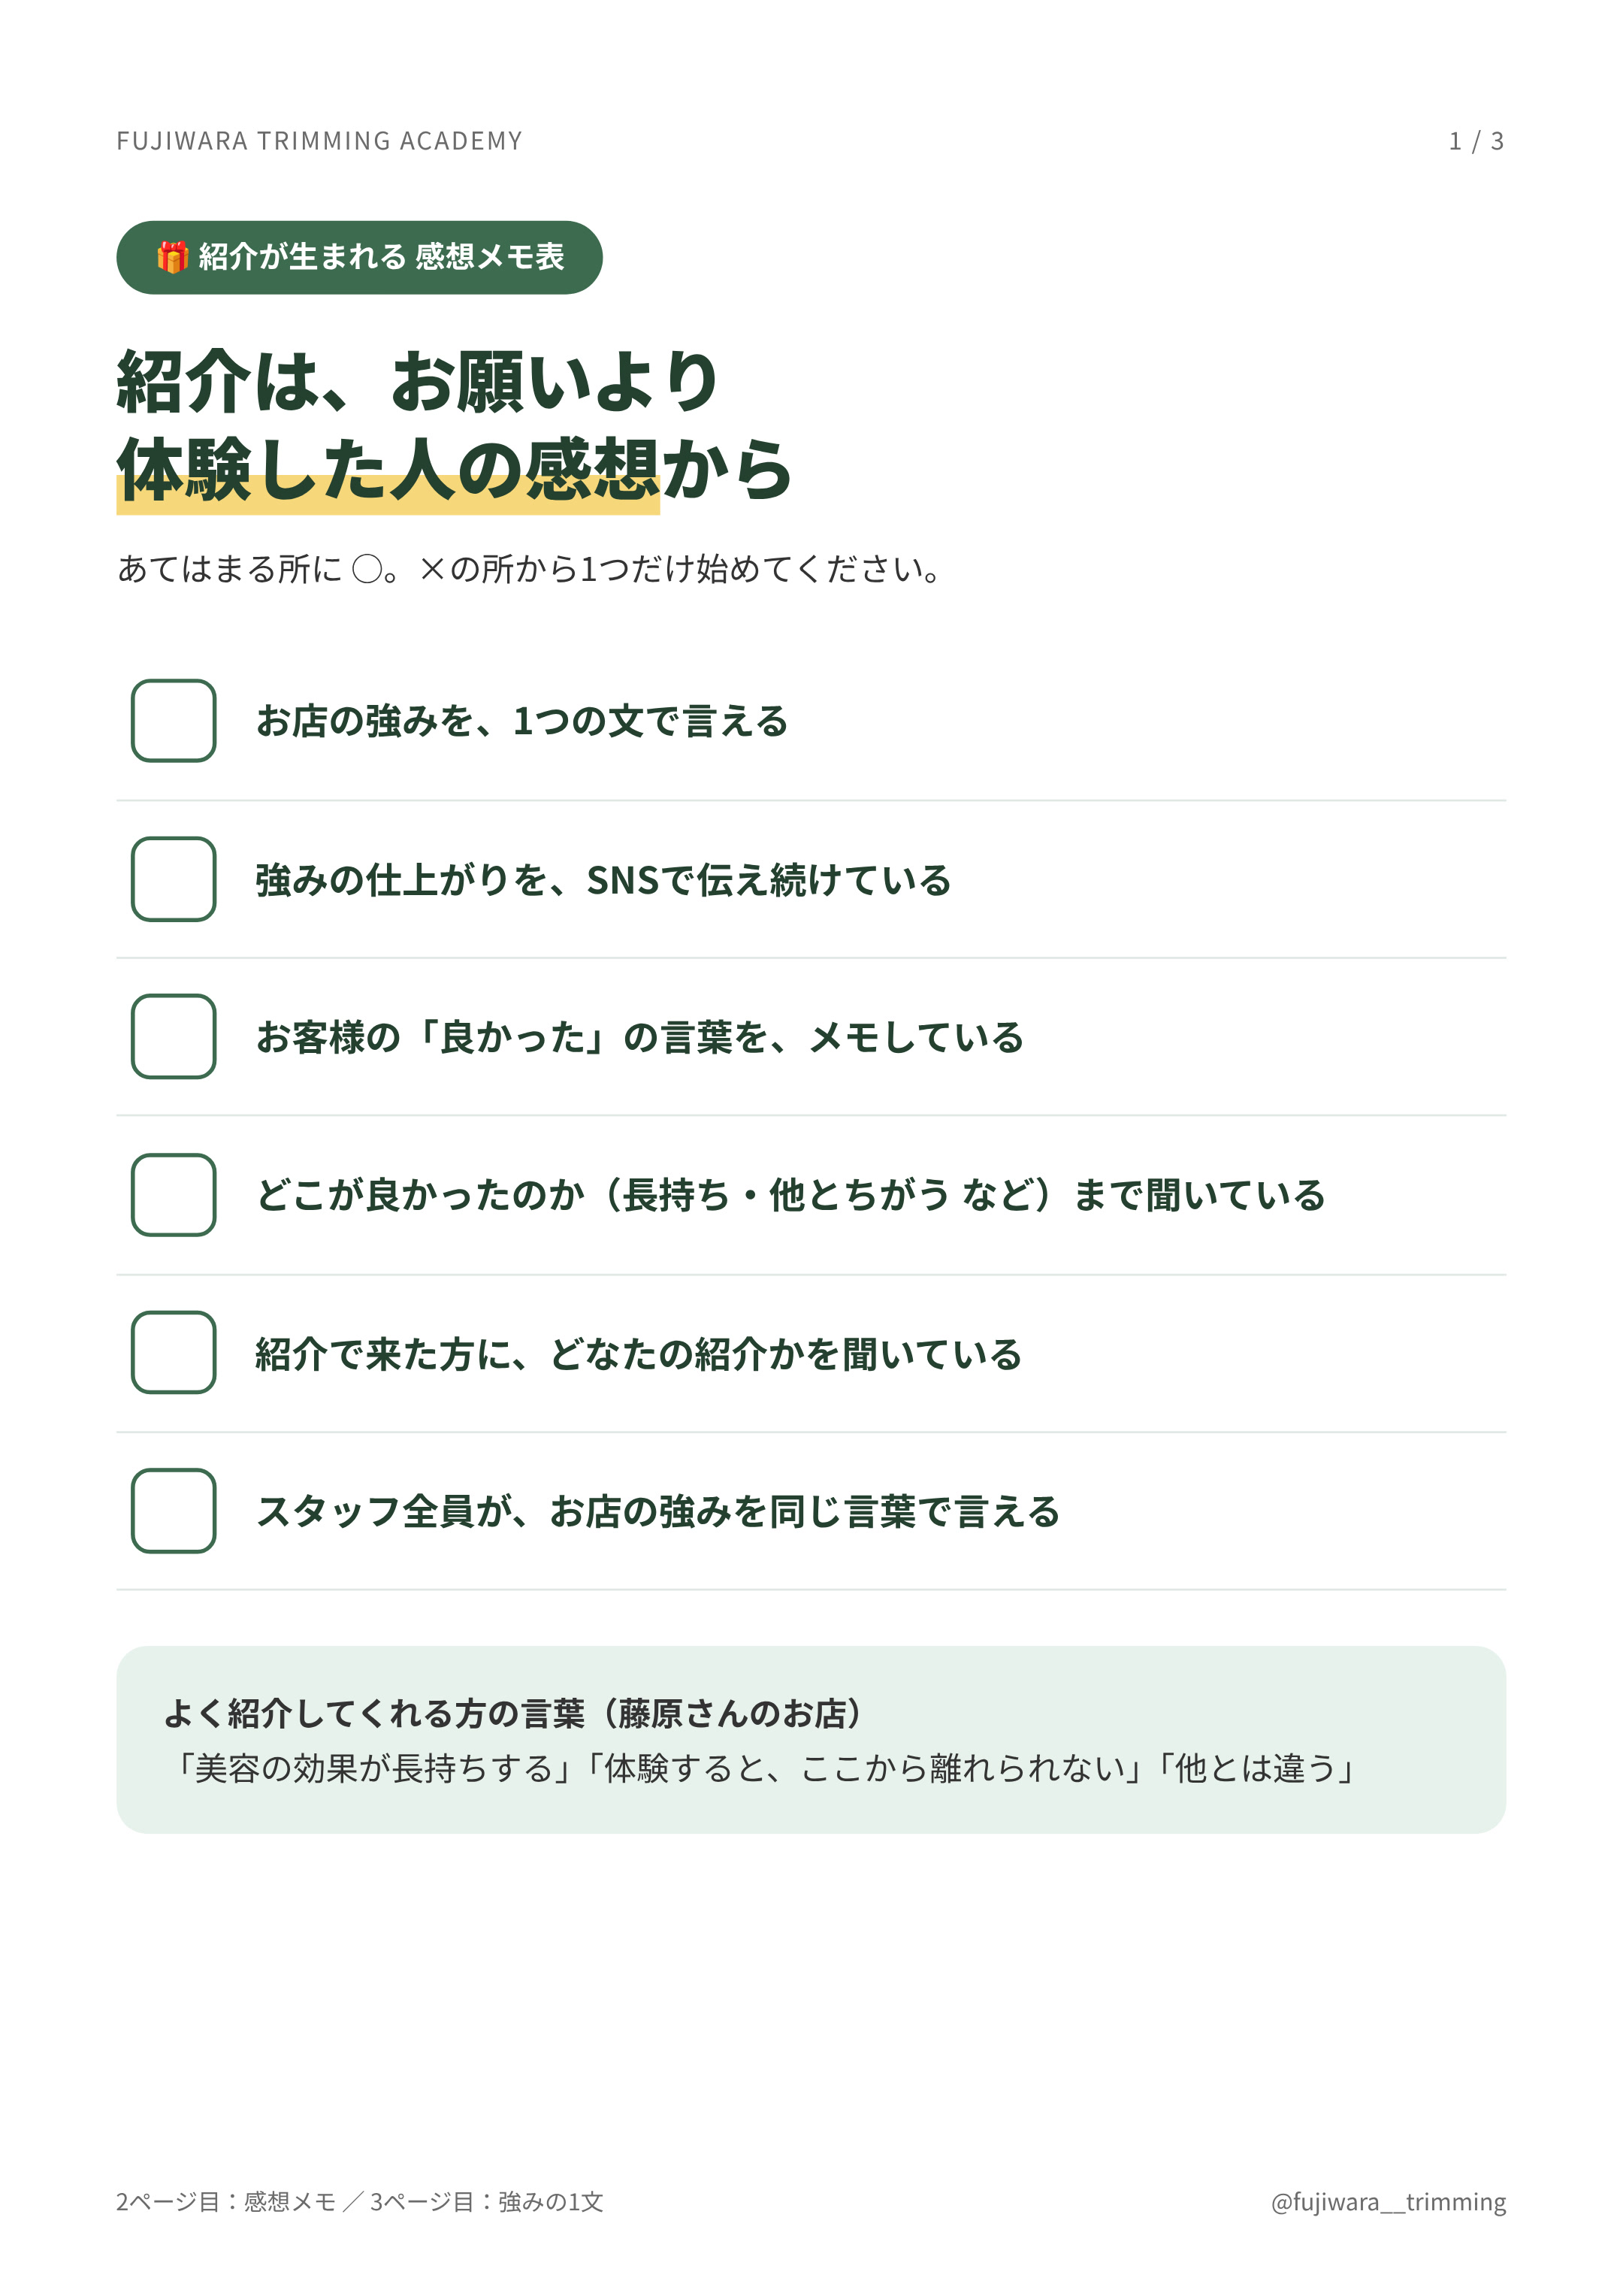 FUJIWARA TRIMMING ACADEMY
1 / 3
🎁 紹介が生まれる 感想メモ表
紹介は、お願いより
体験した人の感想から
あてはまる所に ○。×の所から1つだけ始めてください。
お店の強みを、1つの文で言える
強みの仕上がりを、SNSで伝え続けている
お客様の「良かった」の言葉を、メモしている
どこが良かったのか（長持ち・他とちがう など）まで聞いている
紹介で来た方に、どなたの紹介かを聞いている
スタッフ全員が、お店の強みを同じ言葉で言える
よく紹介してくれる方の言葉（藤原さんのお店）
「美容の効果が長持ちする」「体験すると、ここから離れられない」「他とは違う」
2ページ目：感想メモ ／ 3ページ目：強みの1文
@fujiwara__trimming